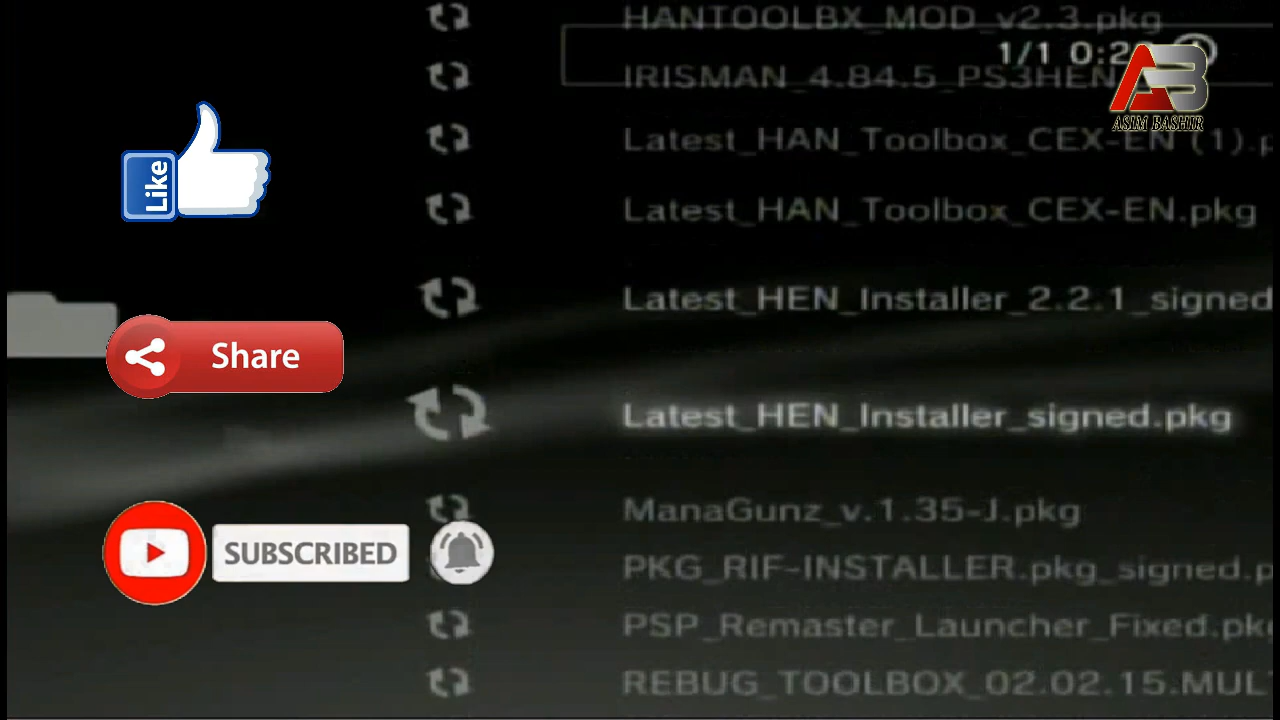 HANTOOLBX_MOD_v2.3.pkg
1/1 0:2
IRISMAN_4.84.5_PS3HEN
ASIM BASHIR
Latest_HAN_Toolbox_CEX-EN (1).p
Like
Latest_HAN_Toolbox_CEX-EN.pkg
Latest_HEN_Installer_2.2.1_signed
Share
Latest_HEN_Installer_signed.pkg
ManaGunz_v.1.35-J.pkg
SUBSCRIBED
PKG_RIF-INSTALLER.pkg_signed.p
PSP_Remaster_Launcher_Fixed.pk
REBUG_TOOLBOX_02.02.15.MUL